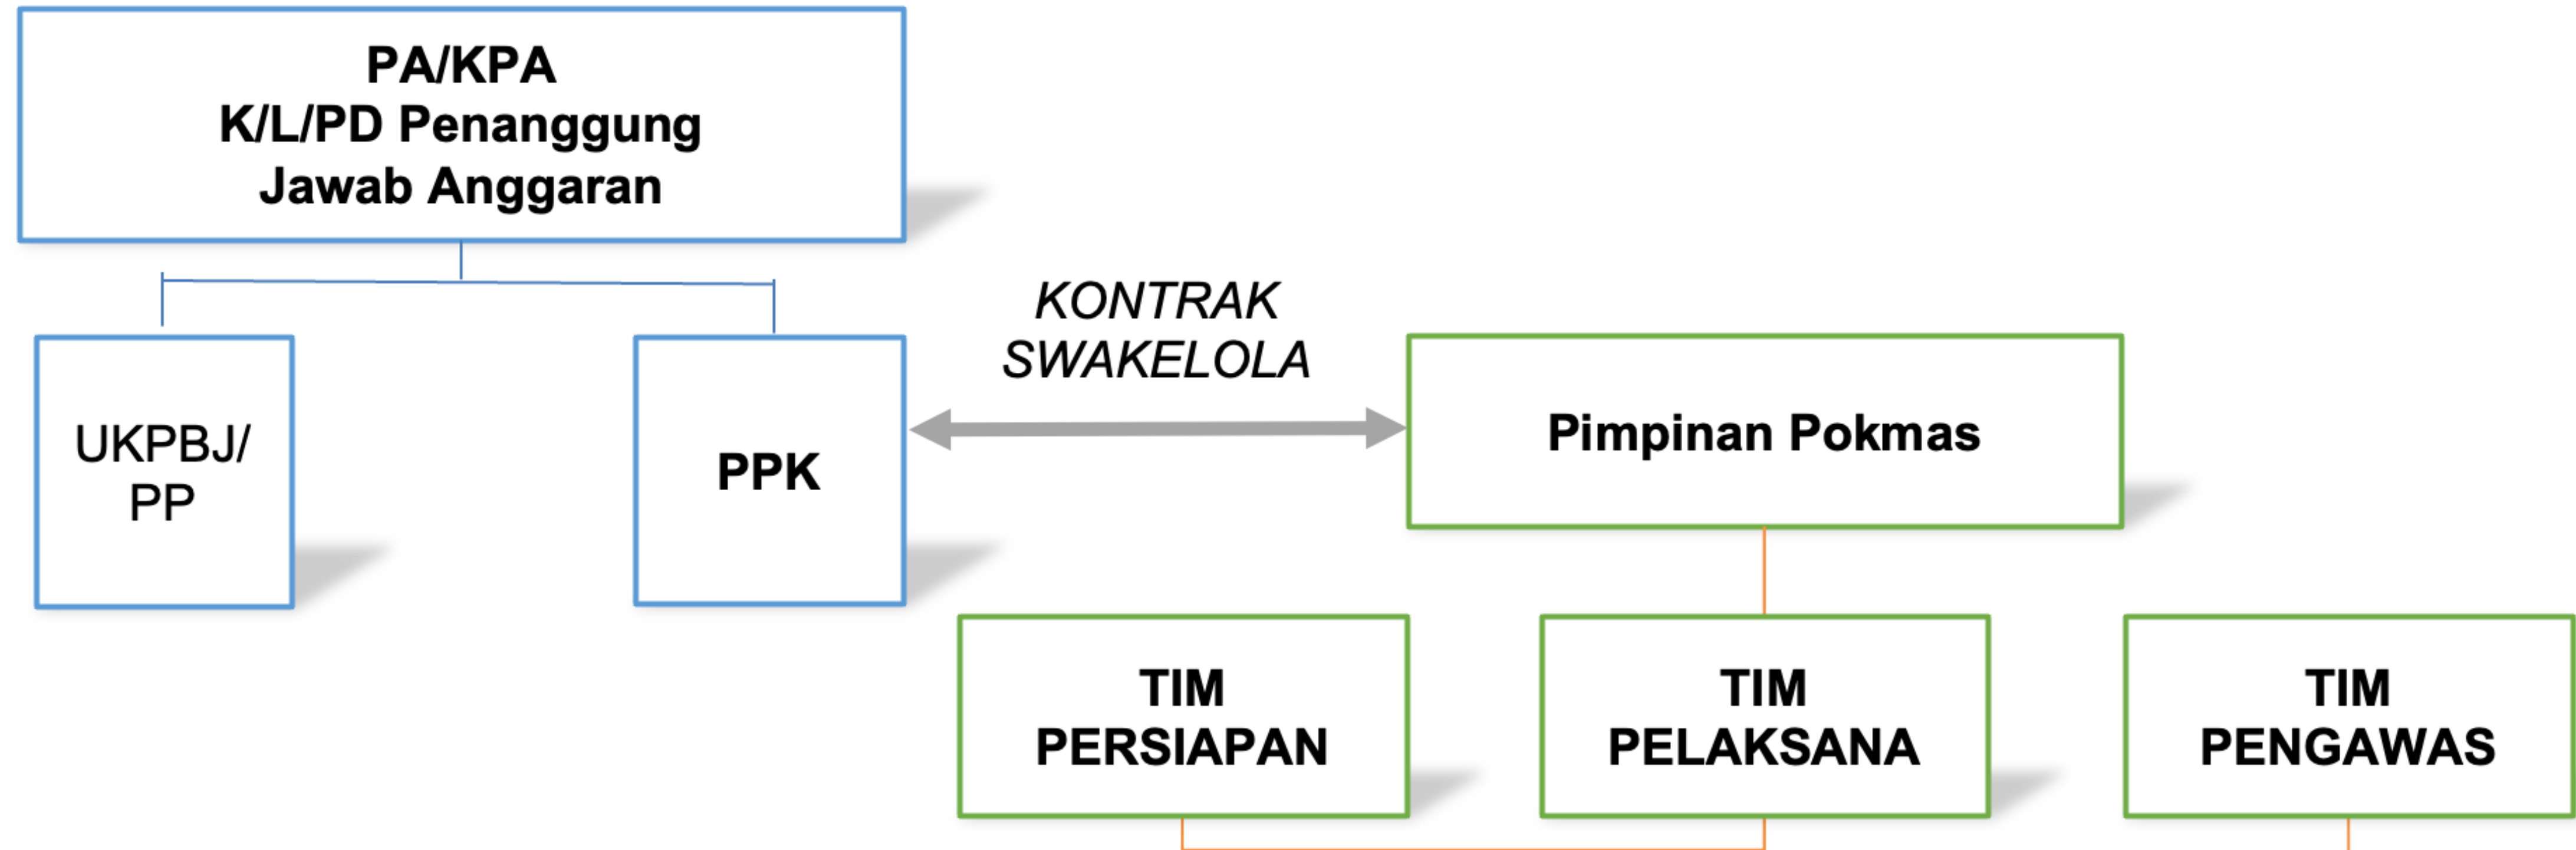 PA/KPA
K/L/PD Penanggung
Jawab Anggaran
UKPBJ/
PP
PPK
KONTRAK
SWAKELOLA
Pimpinan Pokmas
TIM
PERSIAPAN
TIM
PELAKSANA
TIM
PENGAWAS